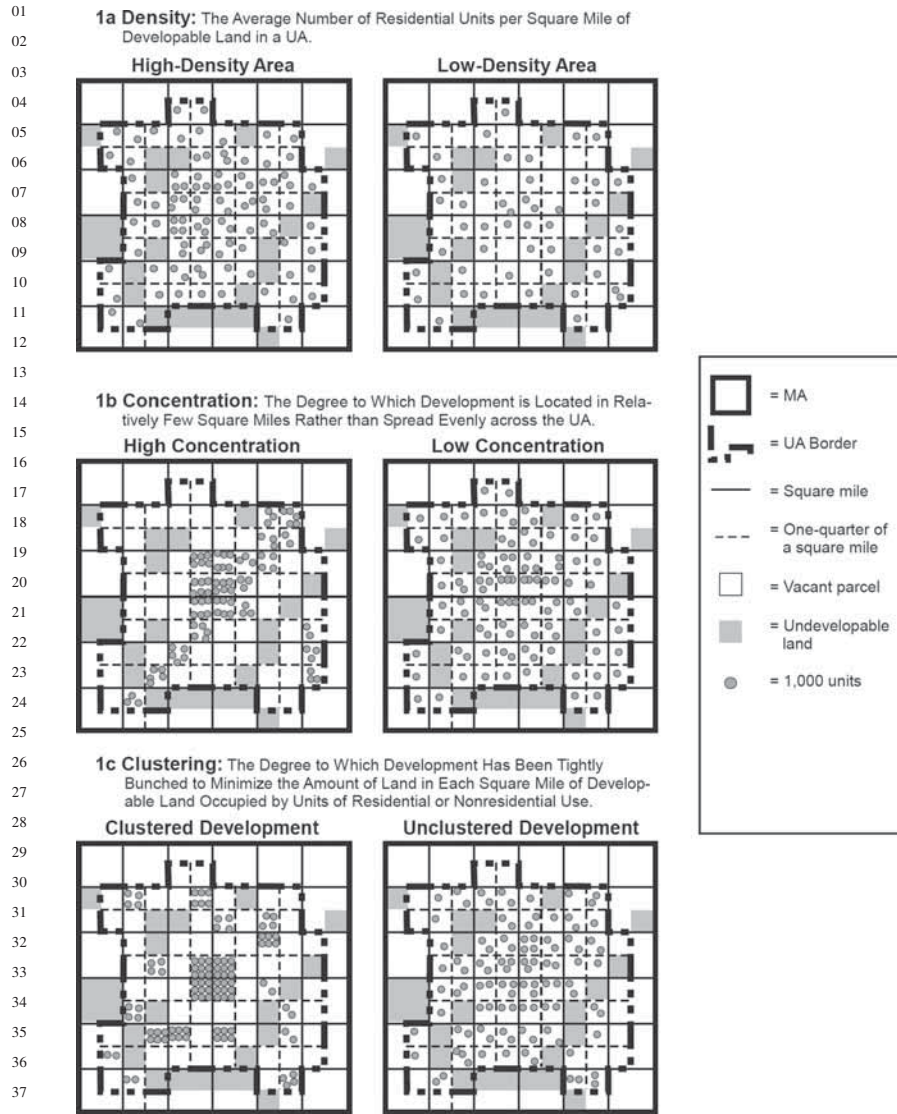 01
02
03
04
05
06
07
08
09
10
11
12
13
14
15
16
17
18
19
20
21
22
23
24
25
26
27
28
29
30
31
32
33
34
35
36
37
1a Density: The Average Number of Residential Units per Square Mile of
Developable Land in a UA.
High-Density Area
Low-Density Area
1b Concentration: The Degree to Which Development is Located in Rela-
tively Few Square Miles Rather than Spread Evenly across the UA.
High Concentration
Low Concentration
1c Clustering: The Degree to Which Development Has Been Tightly
Bunched to Minimize the Amount of Land in Each Square Mile of Develop-
able Land Occupied by Units of Residential or Nonresidential Use.
Clustered Development
Unclustered Development
= MA
= UA Border
= Square mile
= One-quarter of
a square mile
= Vacant parcel
= Undevelopable
land
= 1,000 units